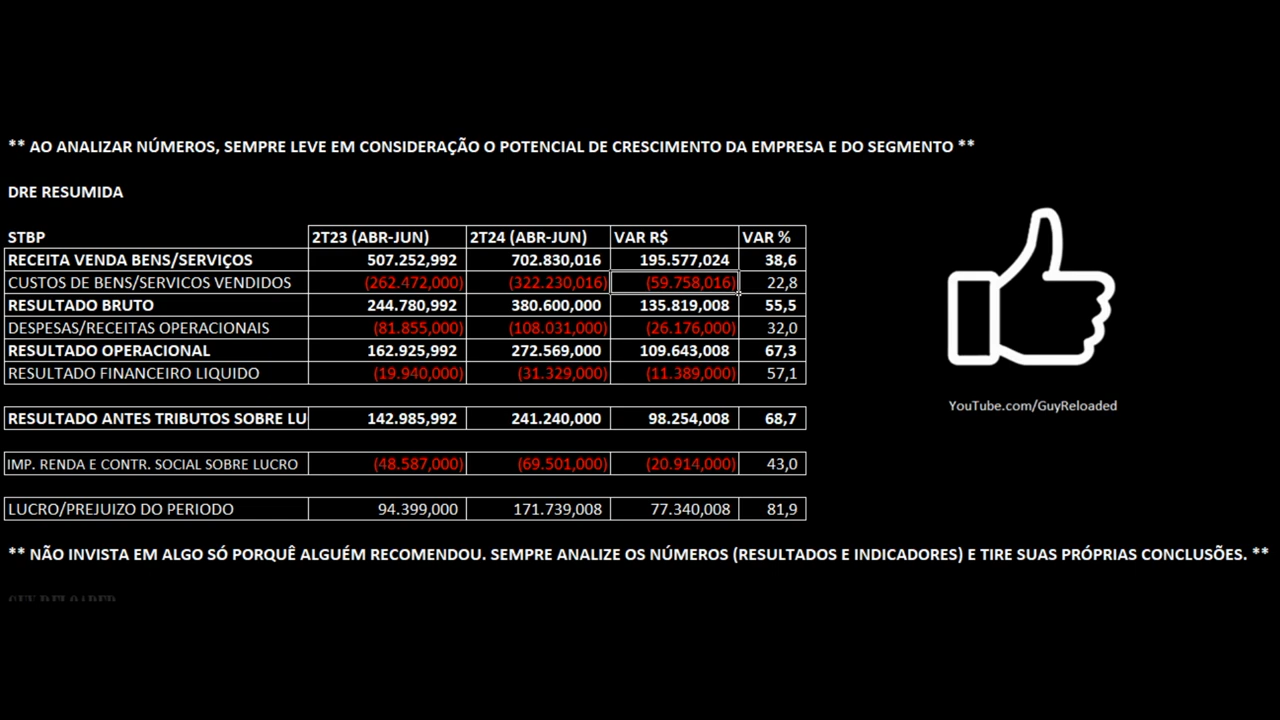 ** AO ANALIZAR NÚMEROS, SEMPRE LEVE EM CONSIDERAÇÃO O POTENCIAL DE CRESCIMENTO DA EMPRESA E DO SEGMENTO **
DRE RESUMIDA
STBP 2T23 (ABR-JUN) 2T24 (ABR-JUN) VAR R$ VAR %
RECEITA VENDA BENS/SERVIÇOS 507.252,992 702.830,016 195.577,024 38,6
CUSTOS DE BENS/SERVICOS VENDIDOS (262.472,000) (322.230,016) (59.758,016) 22,8
RESULTADO BRUTO 244.780,992 380.600,000 135.819,008 55,5
DESPESAS/RECEITAS OPERACIONAIS (81.855,000) (108.031,000) (26.176,000) 32,0
RESULTADO OPERACIONAL 162.925,992 272.569,000 109.643,008 67,3
RESULTADO FINANCEIRO LIQUIDO (19.940,000) (31.329,000) (11.389,000) 57,1
RESULTADO ANTES TRIBUTOS SOBRE LU 142.985,992 241.240,000 98.254,008 68,7
IMP. RENDA E CONTR. SOCIAL SOBRE LUCRO (48.587,000) (69.501,000) (20.914,000) 43,0
LUCRO/PREJUIZO DO PERIODO 94.399,000 171.739,008 77.340,008 81,9
YouTube.com/GuyReloaded
** NÃO INVISTA EM ALGO SÓ PORQUÊ ALGUÉM RECOMENDOU. SEMPRE ANALIZE OS NÚMEROS (RESULTADOS E INDICADORES) E TIRE SUAS PRÓPRIAS CONCLUSÕES. **
GUY RELOADED